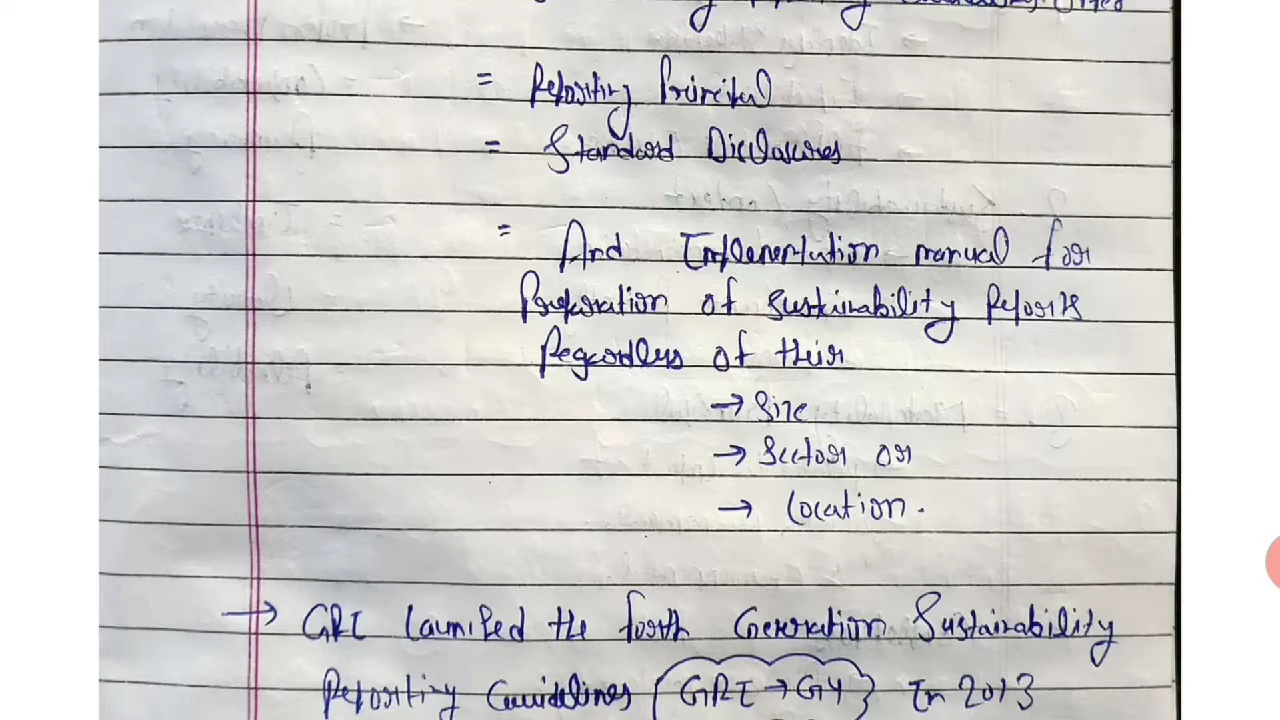 = Reporting Principal
= Standard Disclosures
= And Implementation manual for
Preparation of Sustainability Reports
Regardless of their
→ Size
→ Sector or
→ Location.
→ GRI Launched the forth Generation Sustainability
Reporting Guidelines (GRI → G4) In 2013